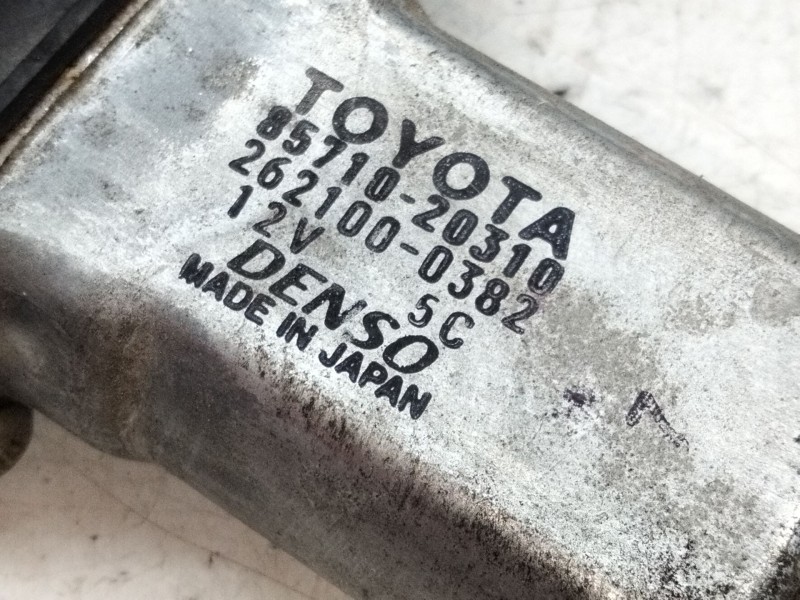 TOYOTA
85710-20310
262100-0382
12V 5C
DENSO
MADE IN JAPAN
A